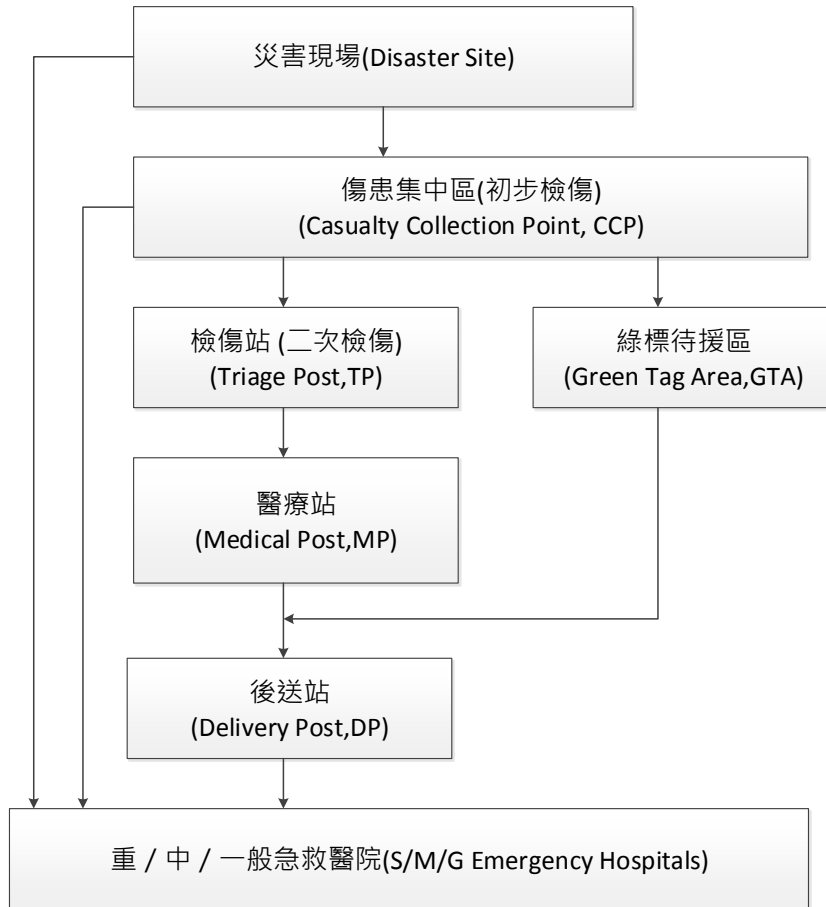 災害現場(Disaster Site)
傷患集中區(初步檢傷)
(Casualty Collection Point, CCP)
檢傷站 (二次檢傷)
(Triage Post,TP)
綠標待援區
(Green Tag Area,GTA)
醫療站
(Medical Post,MP)
後送站
(Delivery Post,DP)
重 / 中 / 一般急救醫院(S/M/G Emergency Hospitals)